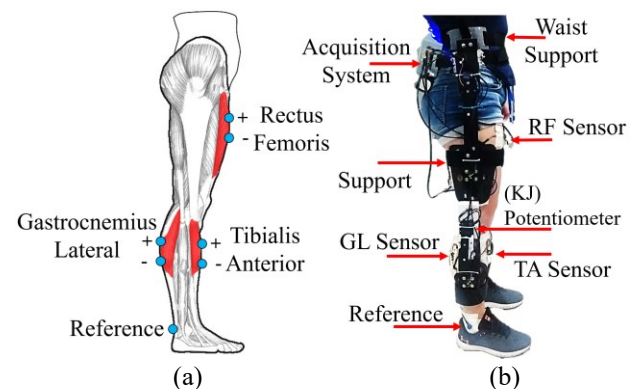 + Rectus
- Femoris
Gastrocnemius
Lateral
+
-
+ Tibialis
- Anterior
Reference
(a)
Waist
Support
Acquisition
System
RF Sensor
Support
(KJ)
Potentiometer
GL Sensor
TA Sensor
Reference
(b)